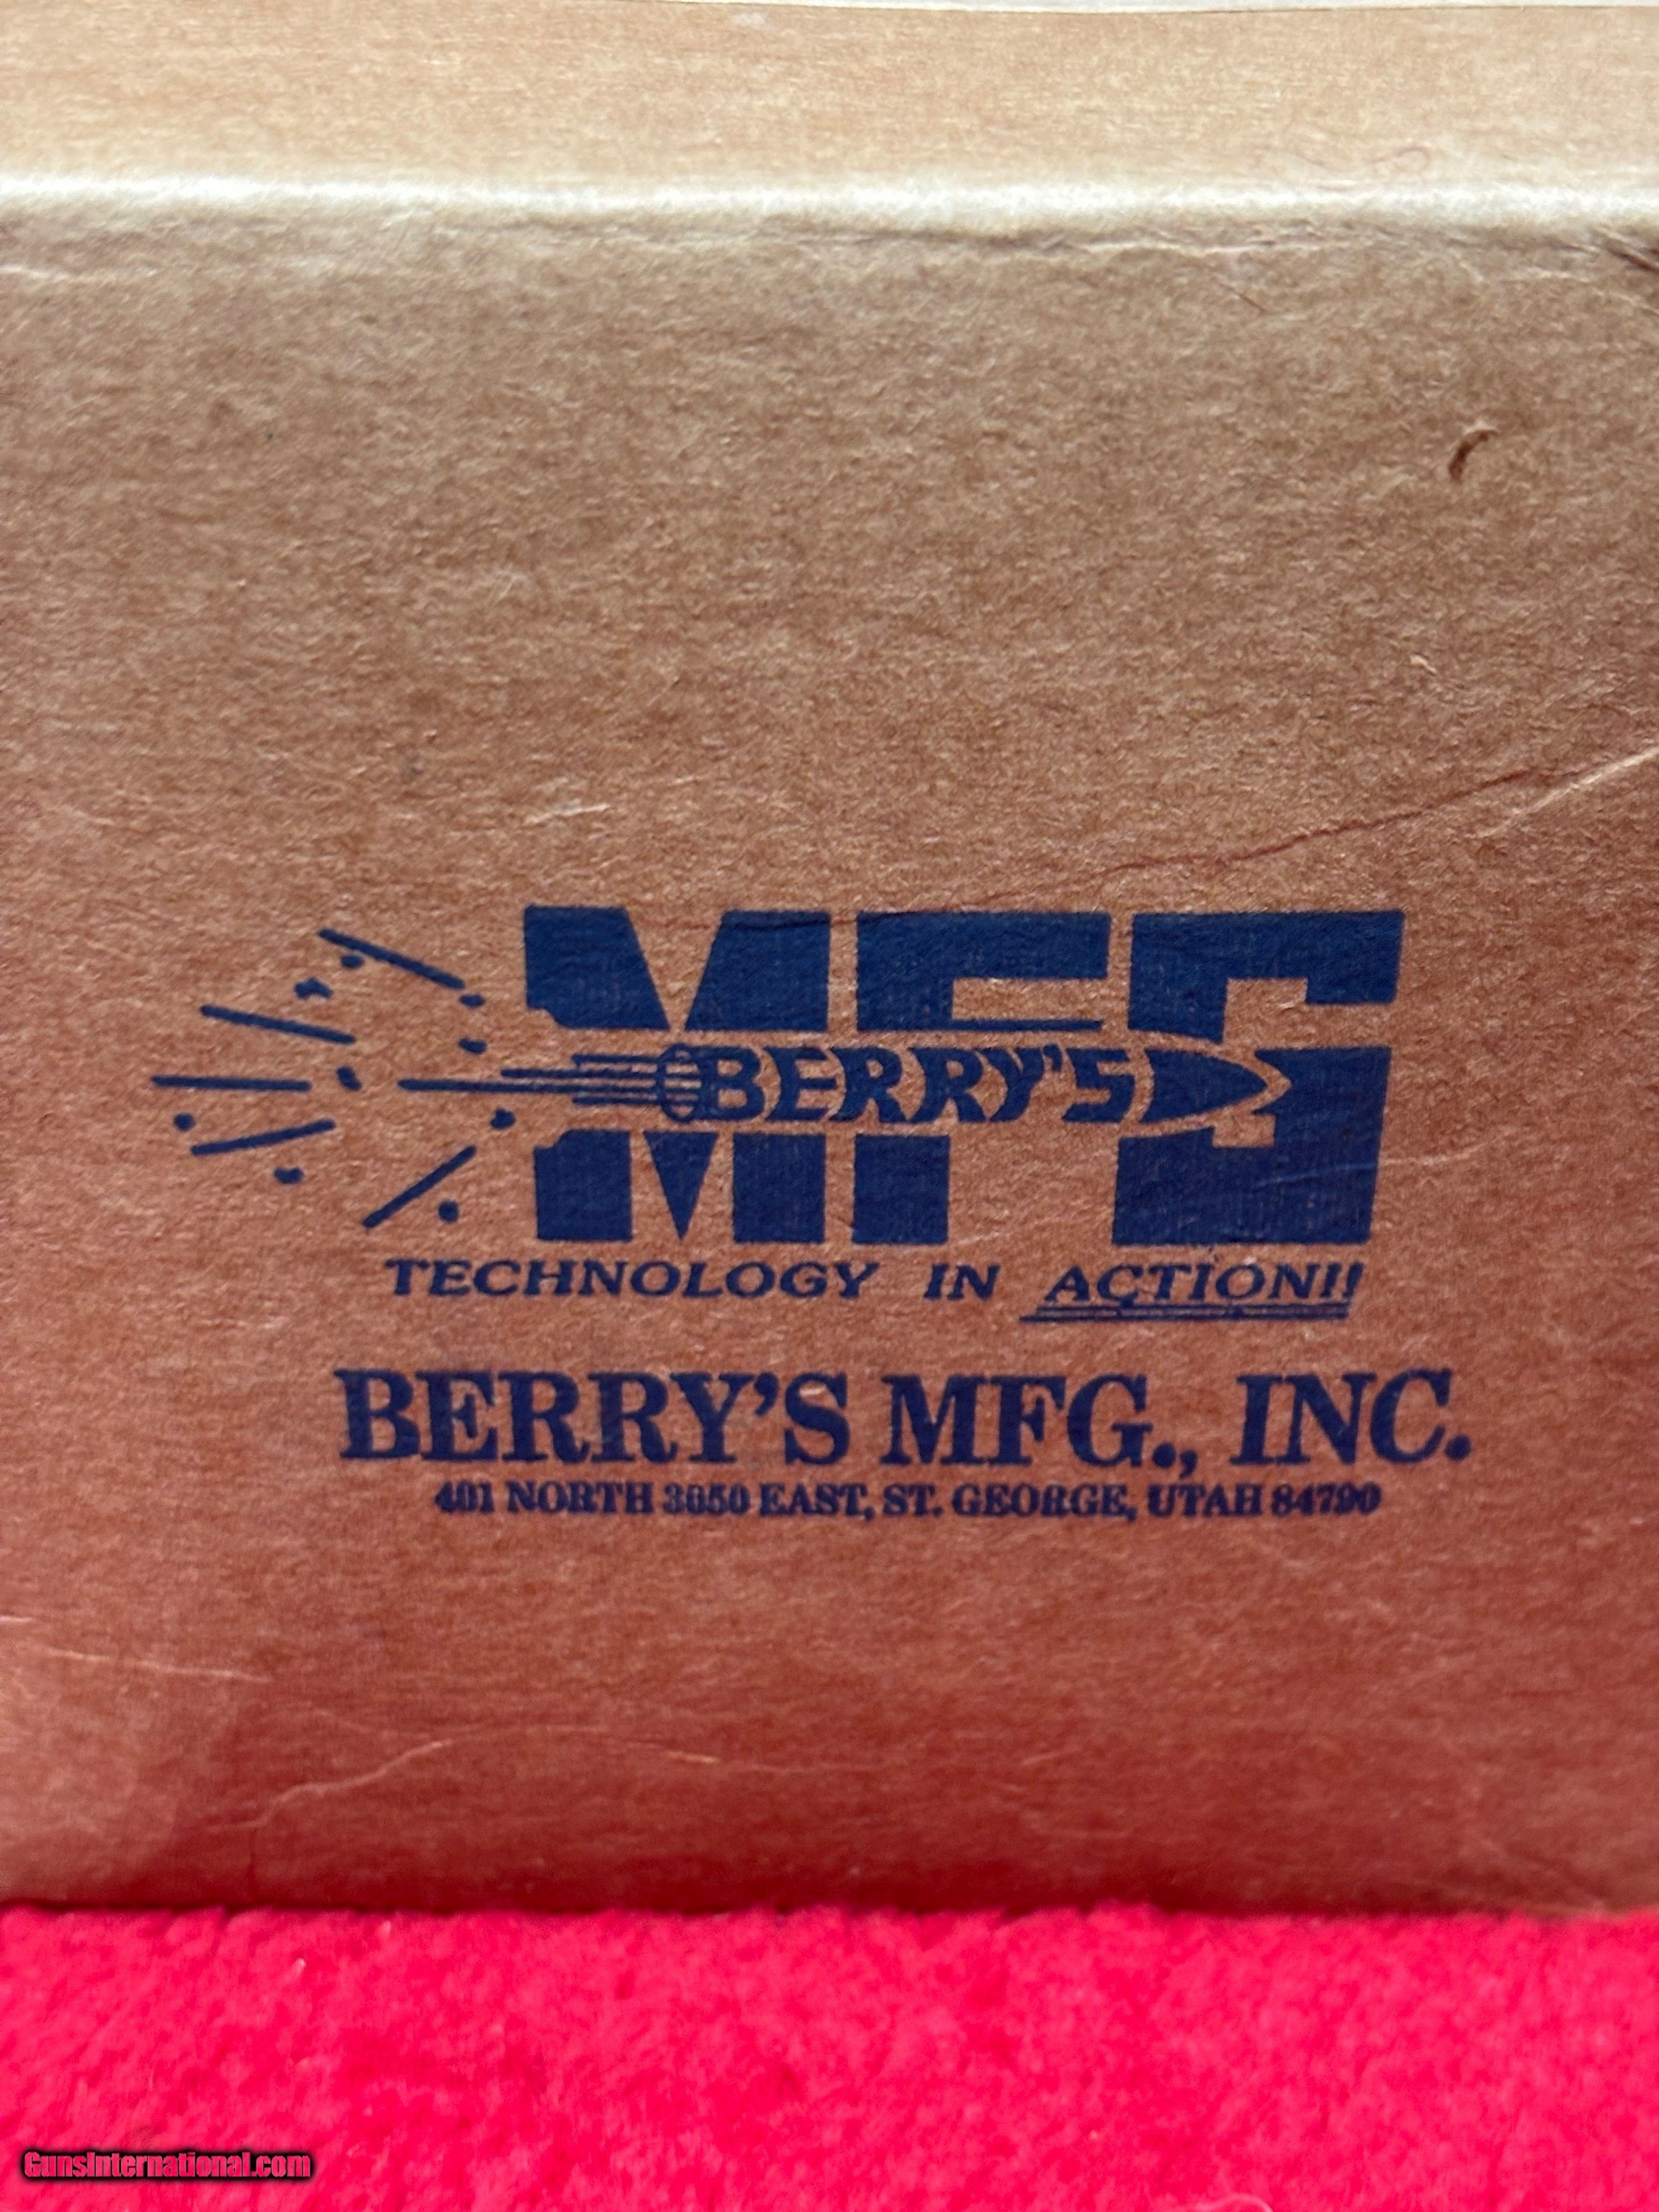 MFG
BERRY'S
TECHNOLOGY IN ACTION!!
BERRY'S MFG., INC.
401 NORTH 3050 EAST, ST. GEORGE, UTAH 84790
GunsInternational.com